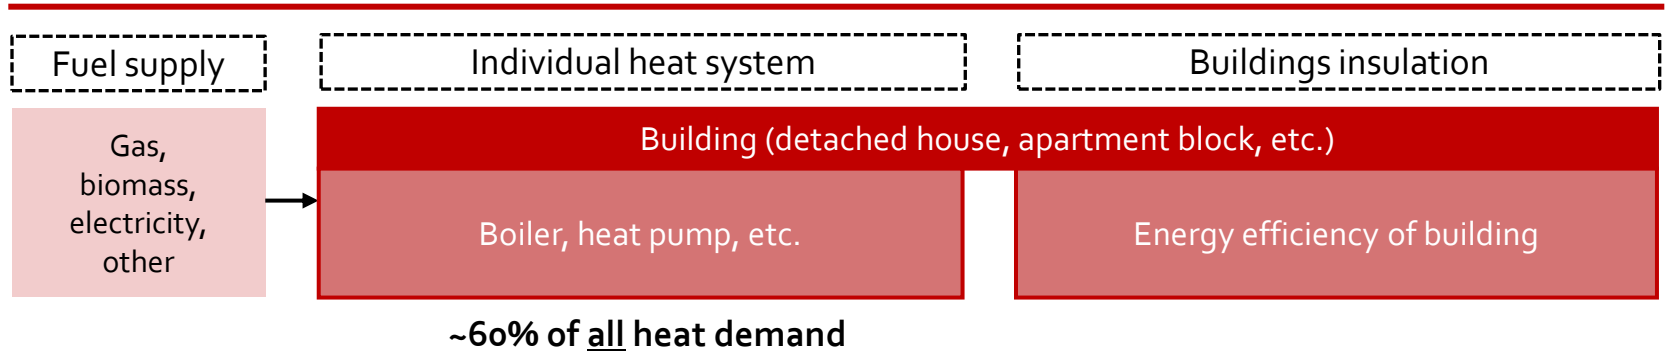 Fuel supply
Individual heat system
Buildings insulation
Building (detached house, apartment block, etc.)
Gas,
biomass,
electricity,
other
Boiler, heat pump, etc.
Energy efficiency of building
~60% of all heat demand